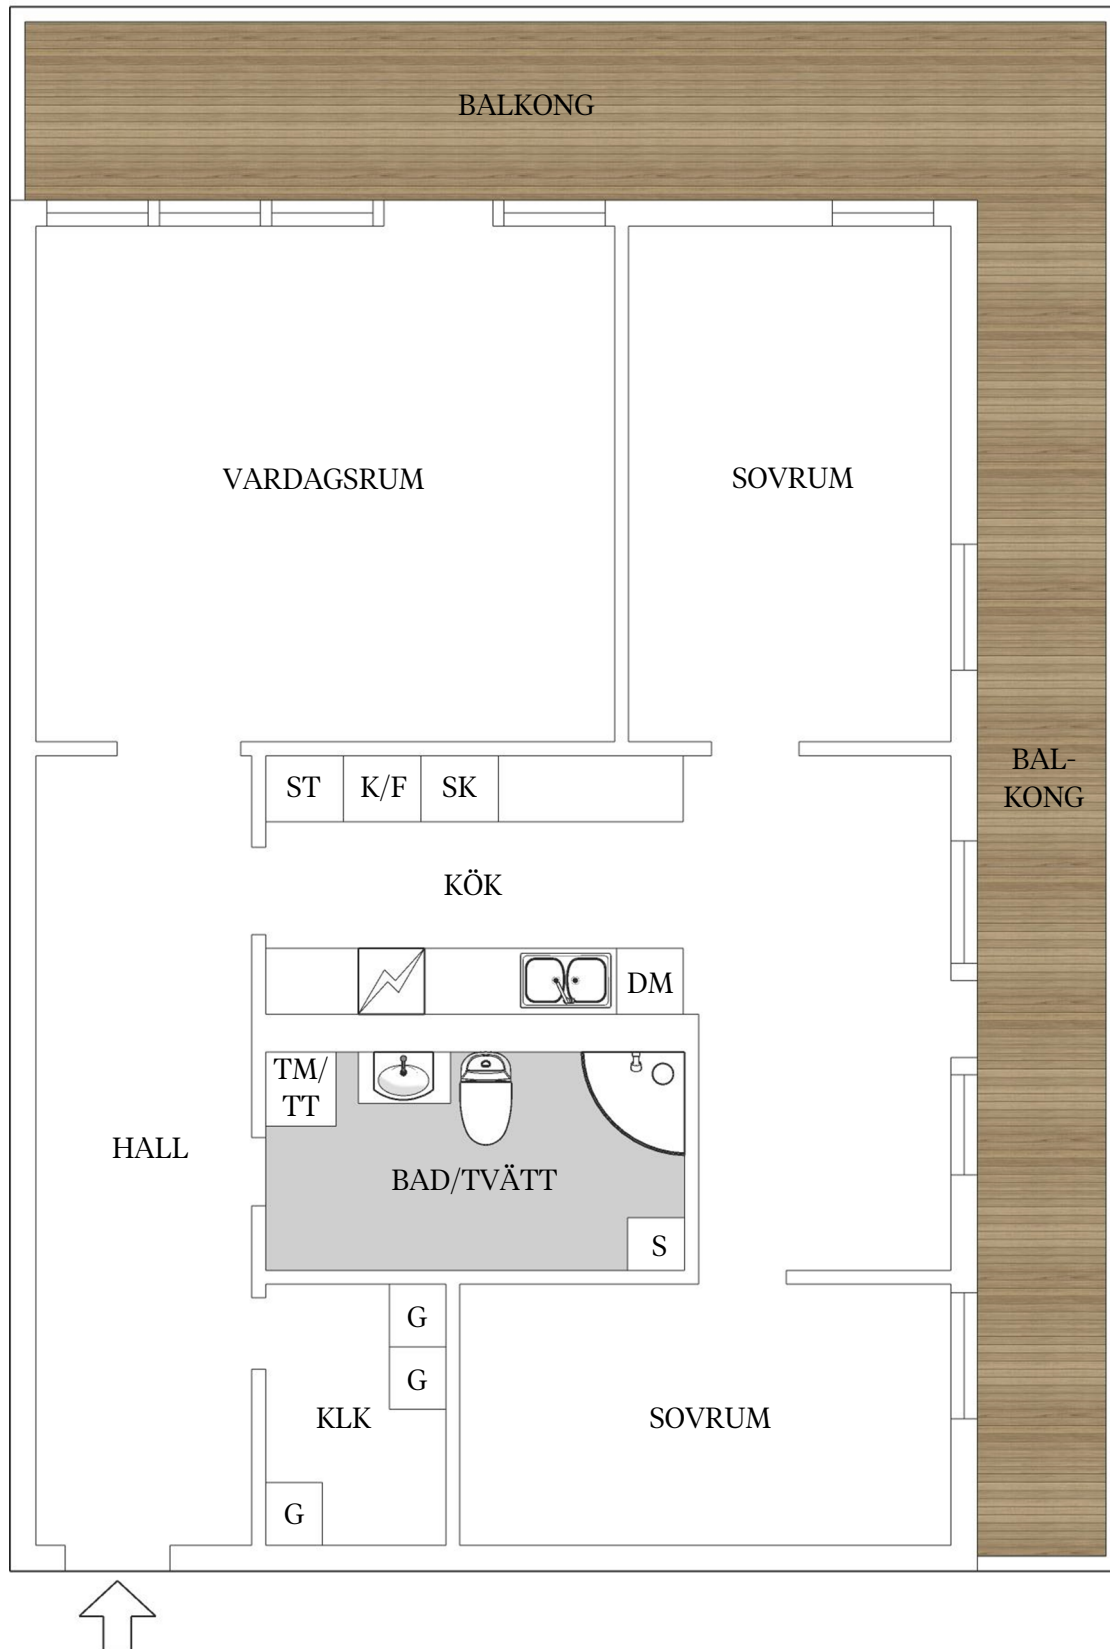 BALKONG
VARDAGSRUM
SOVRUM
BAL-
KONG
ST
K/F
SK
KÖK
DM
TM/
TT
HALL
BAD/TVÄTT
S
G
G
KLK
SOVRUM
G